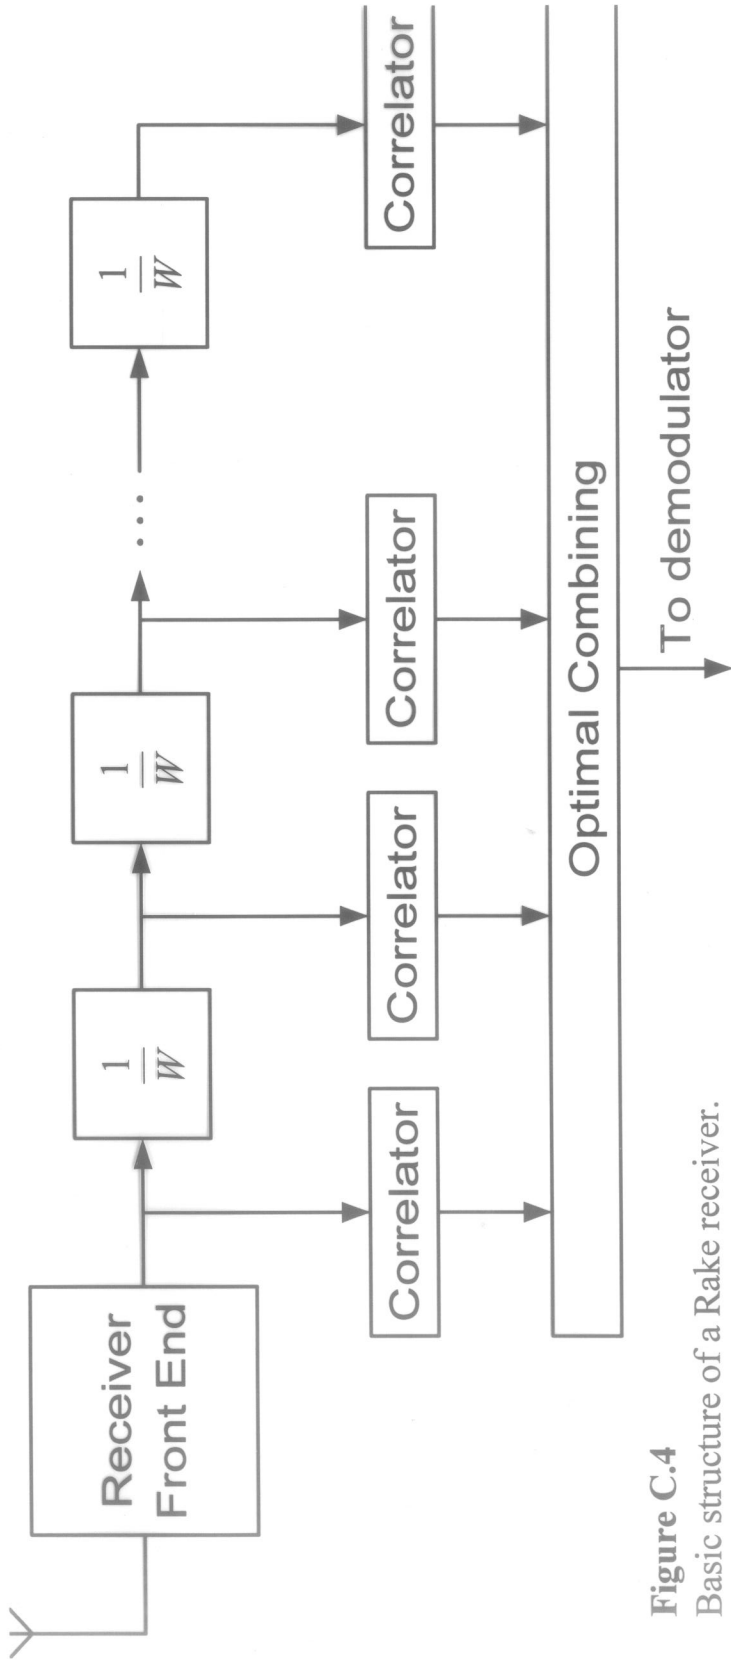 Receiver
Front End
1
W
1
W
. . .
1
W
Correlator
Correlator
Correlator
Correlator
Optimal Combining
To demodulator
Figure C.4
Basic structure of a Rake receiver.